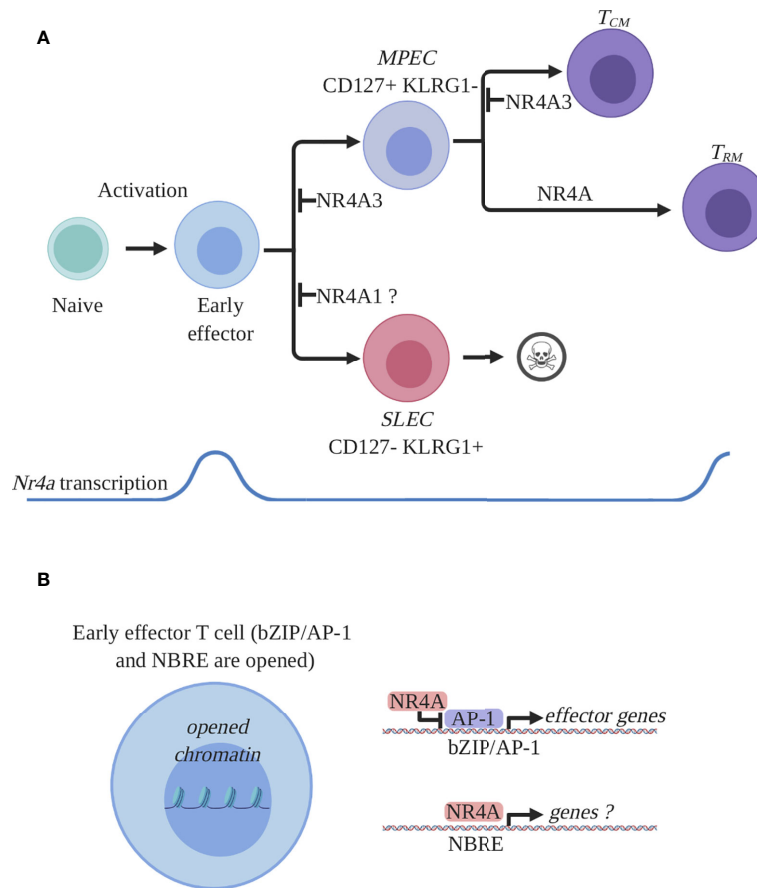 A
T_CM
MPEC
CD127+ KLRG1-
NR4A3
T_RM
Activation
NR4A
NR4A3
NR4A1 ?
Naive
Early
effector
SLEC
CD127- KLRG1+
Nr4a transcription
B
Early effector T cell (bZIP/AP-1
and NBRE are opened)
opened
chromatin
NR4A
AP-1
effector genes
bZIP/AP-1
NR4A
genes ?
NBRE